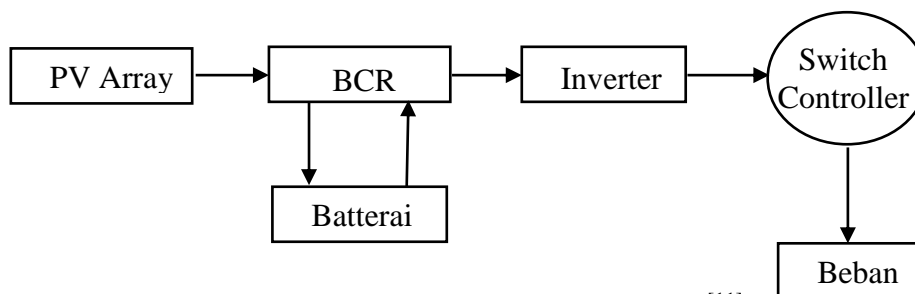 PV Array
BCR
Inverter
Switch
Controller
Batterai
Beban